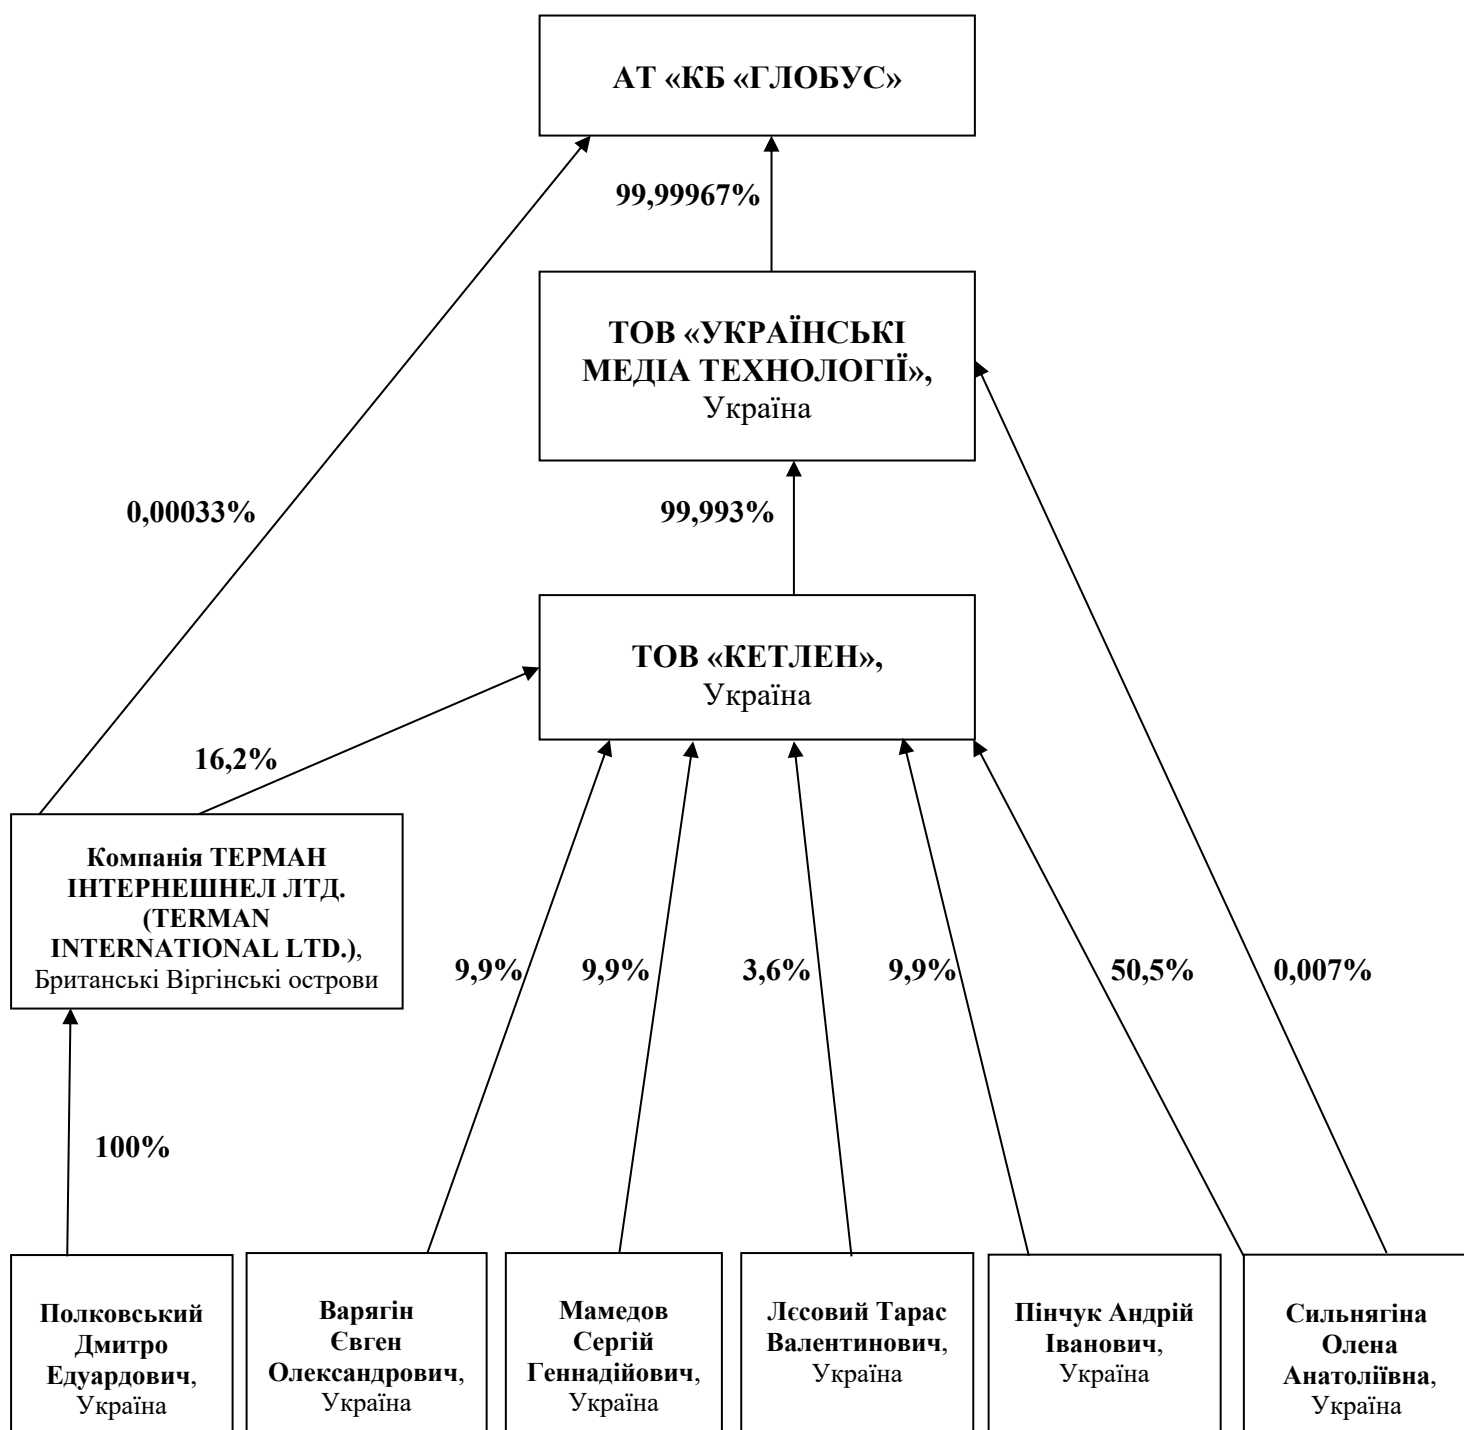 АТ «КБ «ГЛОБУС»
99,99967%
ТОВ «УКРАЇНСЬКІ
МЕДІА ТЕХНОЛОГІЇ»,
Україна
0,00033%
99,993%
ТОВ «КЕТЛЕН»,
Україна
16,2%
Компанія ТЕРМАН
ІНТЕРНЕШНЕЛ ЛТД.
(TERMAN
INTERNATIONAL LTD.),
Британські Віргінські острови
9,9%
9,9%
3,6%
9,9%
50,5%
0,007%
100%
Полковський
Дмитро
Едуардович,
Україна
Варягін
Євген
Олександрович,
Україна
Мамедов
Сергій
Геннадійович,
Україна
Лєсовий Тарас
Валентинович,
Україна
Пінчук Андрій
Іванович,
Україна
Сильнягіна
Олена
Анатоліївна,
Україна